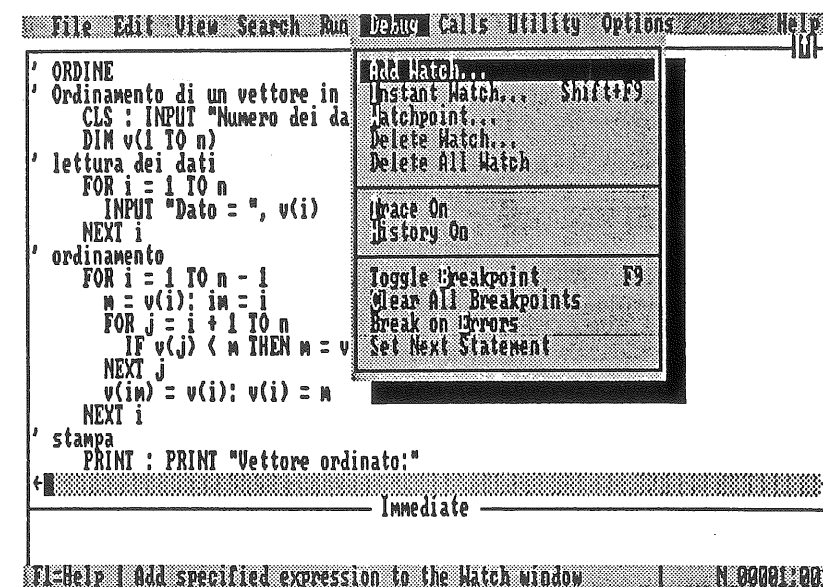 File Edit View Search Run Debug Calls Utility Options Help
' ORDINE
' Ordinamento di un vettore in
CLS : INPUT "Numero dei da
DIM v(1 TO n)
' lettura dei dati
FOR i = 1 TO n
INPUT "Dato = ", v(i)
NEXT i
' ordinamento
FOR i = 1 TO n - 1
m = v(i): im = i
FOR j = i + 1 TO n
IF v(j) < m THEN m = v
NEXT j
v(im) = v(i): v(i) = m
NEXT i
' stampa
PRINT : PRINT "Vettore ordinato:"
Add Watch...
Instant Watch... Shift+F9
Watchpoint...
Delete Watch...
Delete All Watch
Trace On
History On
Toggle Breakpoint F9
Clear All Breakpoints
Break on Errors
Set Next Statement
Immediate
F1=Help | Add specified expression to the Watch window | N 00001:001